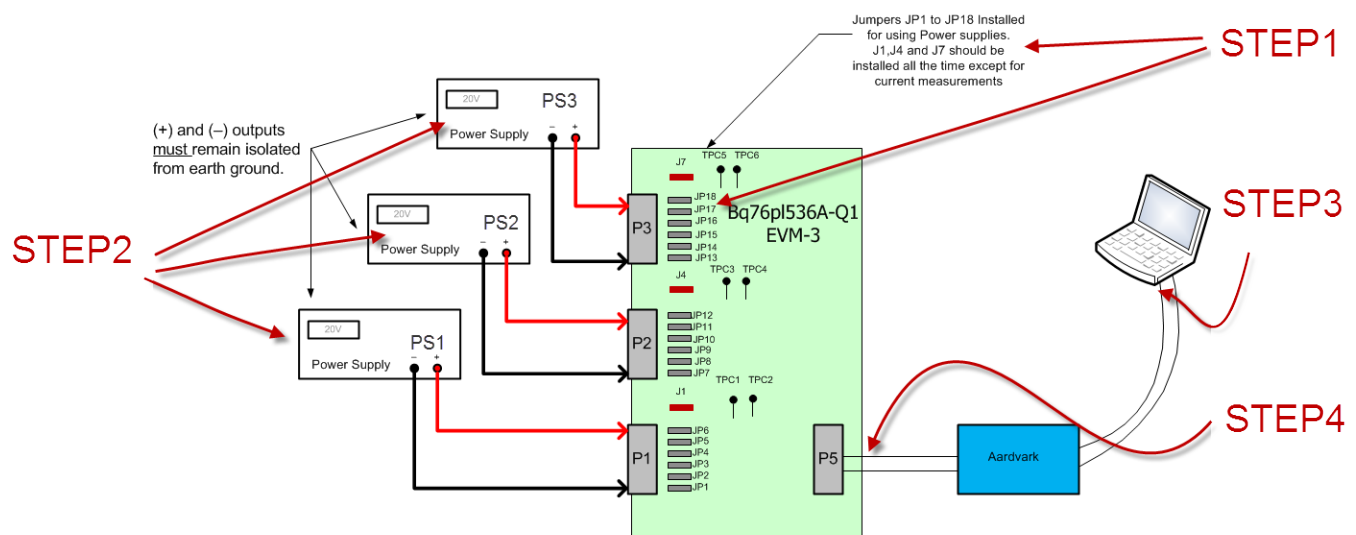 Jumpers JP1 to JP18 Installed
for using Power supplies.
J1,J4 and J7 should be
installed all the time except for
current measurements
STEP1
20V
PS3
Power Supply
−
+
(+) and (–) outputs
must remain isolated
from earth ground.
J7
TPC5
TPC6
JP18
JP17
JP16
JP15
JP14
JP13
P3
Bq76pl536A-Q1
EVM-3
STEP3
20V
PS2
Power Supply
−
+
STEP2
J4
TPC3
TPC4
20V
PS1
Power Supply
−
+
JP12
JP11
JP10
JP9
JP8
JP7
P2
J1
TPC1
TPC2
STEP4
JP6
JP5
JP4
JP3
JP2
JP1
P1
P5
Aardvark